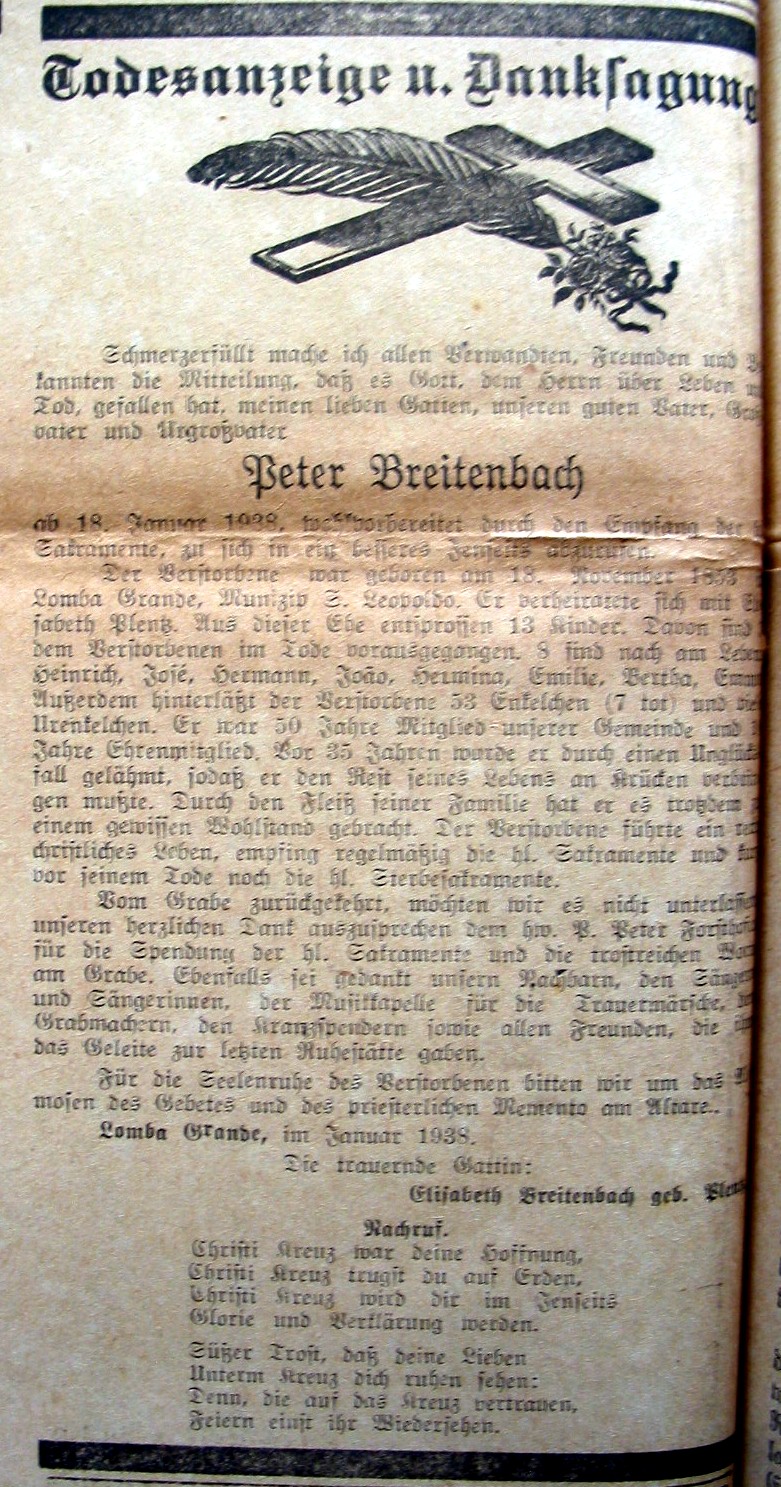 Todesanzeige u. Danksagung
Schmerzerfüllt mache ich allen Verwandten, Freunden und
kannten die Mitteilung, daß es Gott, dem Herrn über Leben
Tod, gefallen hat, meinen lieben Gatten, unseren guten Vater,
vater und Urgroßvater
Peter Breitenbach
ab 18. Januar 1938, wohlvorbereitet durch den Empfang der
Sakramente, zu sich in ein besseres Jenseits abzurufen.
Der Verstorbene war geboren am 18. November 1853
Lomba Grande, Munizip S. Leopoldo. Er verheiratete sich mit
sabeth Plentz. Aus dieser Ehe entsprossen 13 Kinder. Davon sind
dem Verstorbenen im Tode vorausgegangen. 8 sind noch am Leben
Heinrich, José, Hermann, João, Hermina, Emilie, Bertha,
Außerdem hinterläßt der Verstorbene 53 Enkelchen (7 tot) und
Urenkelchen. Er war 50 Jahre Mitglied unserer Gemeinde und
Jahre Ehrenmitglied. Vor 35 Jahren wurde er durch einen Unglücks
fall gelähmt, sodaß er den Rest seines Lebens an Krücken verbrin
gen mußte. Durch den Fleiß seiner Familie hat er es trotzdem
einem gewissen Wohlstand gebracht. Der Verstorbene führte ein
christliches Leben, empfing regelmäßig die hl. Sakramente und
vor seinem Tode noch die hl. Sterbesakramente.
Vom Grabe zurückgekehrt, möchten wir es nicht unterlassen
unseren herzlichen Dank auszusprechen dem hw. P. Peter
für die Spendung der hl. Sakramente und die trostreichen
am Grabe. Ebenfalls sei gedankt unsern Nachbarn, den Sängern
und Sängerinnen, der Musikkapelle für die Trauermärsche,
Grabmachern, den Kranzspendern sowie allen Freunden, die
das Geleite zur letzten Ruhestätte gaben.
Für die Seelenruhe des Verstorbenen bitten wir um das
mosen des Gebetes und des priesterlichen Memento am Altare..
Lomba Grande, im Januar 1938.
Die trauernde Gattin:
Elisabeth Breitenbach geb.
Nachruf.
Christi Kreuz war deine Hoffnung,
Christi Kreuz trugst du auf Erden,
Christi Kreuz wird dir im Jenseits
Glorie und Verklärung werden.
Süßer Trost, daß deine Lieben
Unterm Kreuz dich ruhen sehen:
Denn, die auf das Kreuz vertrauen,
Feiern einst ihr Wiedersehen.